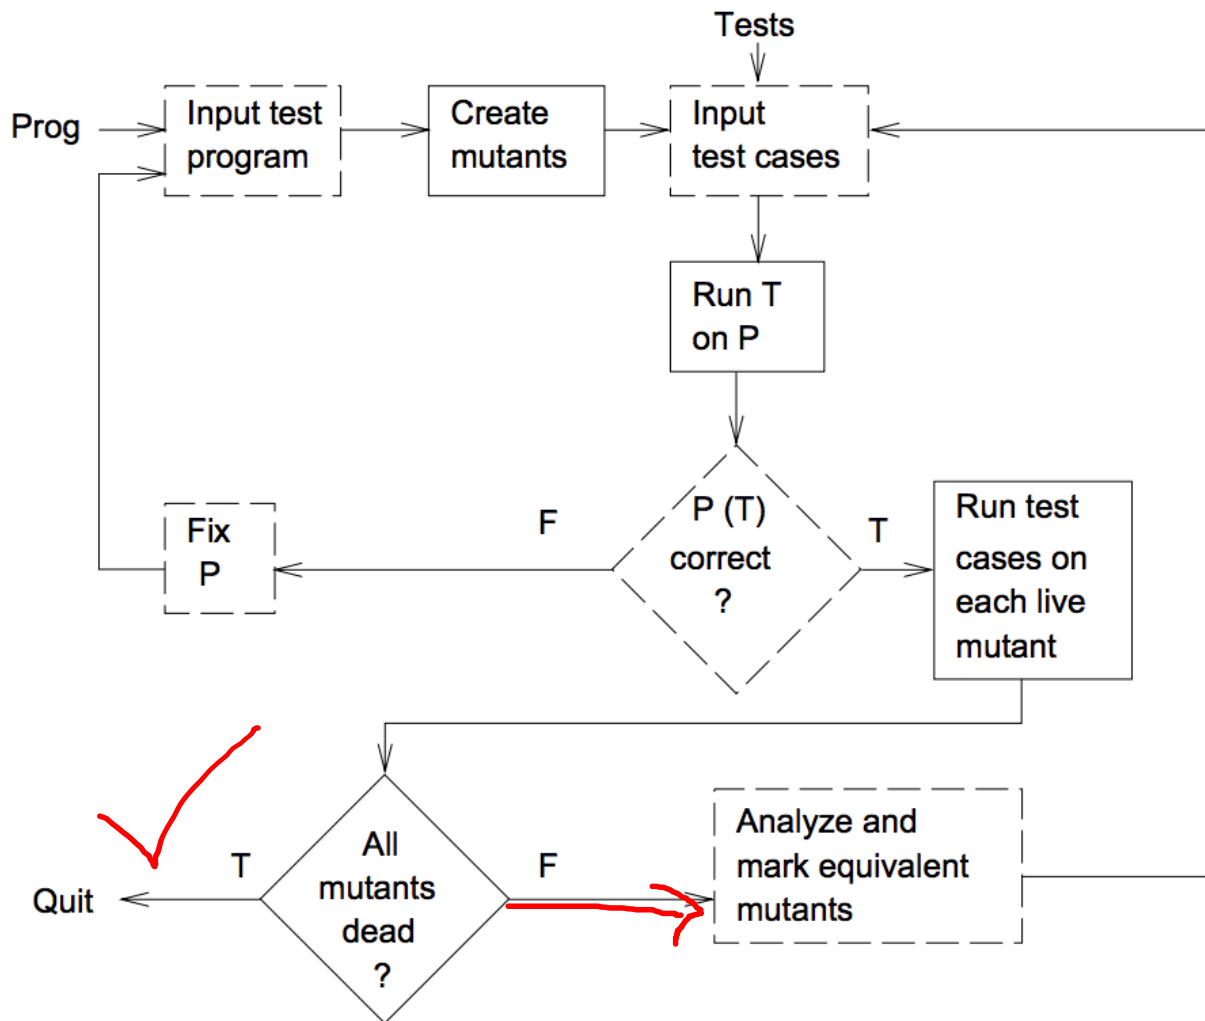 Tests
Prog
Input test
program
Create
mutants
Input
test cases
Run T
on P
Fix
P
F
P (T)
correct
?
T
Run test
cases on
each live
mutant
Quit
T
All
mutants
dead
?
F
Analyze and
mark equivalent
mutants